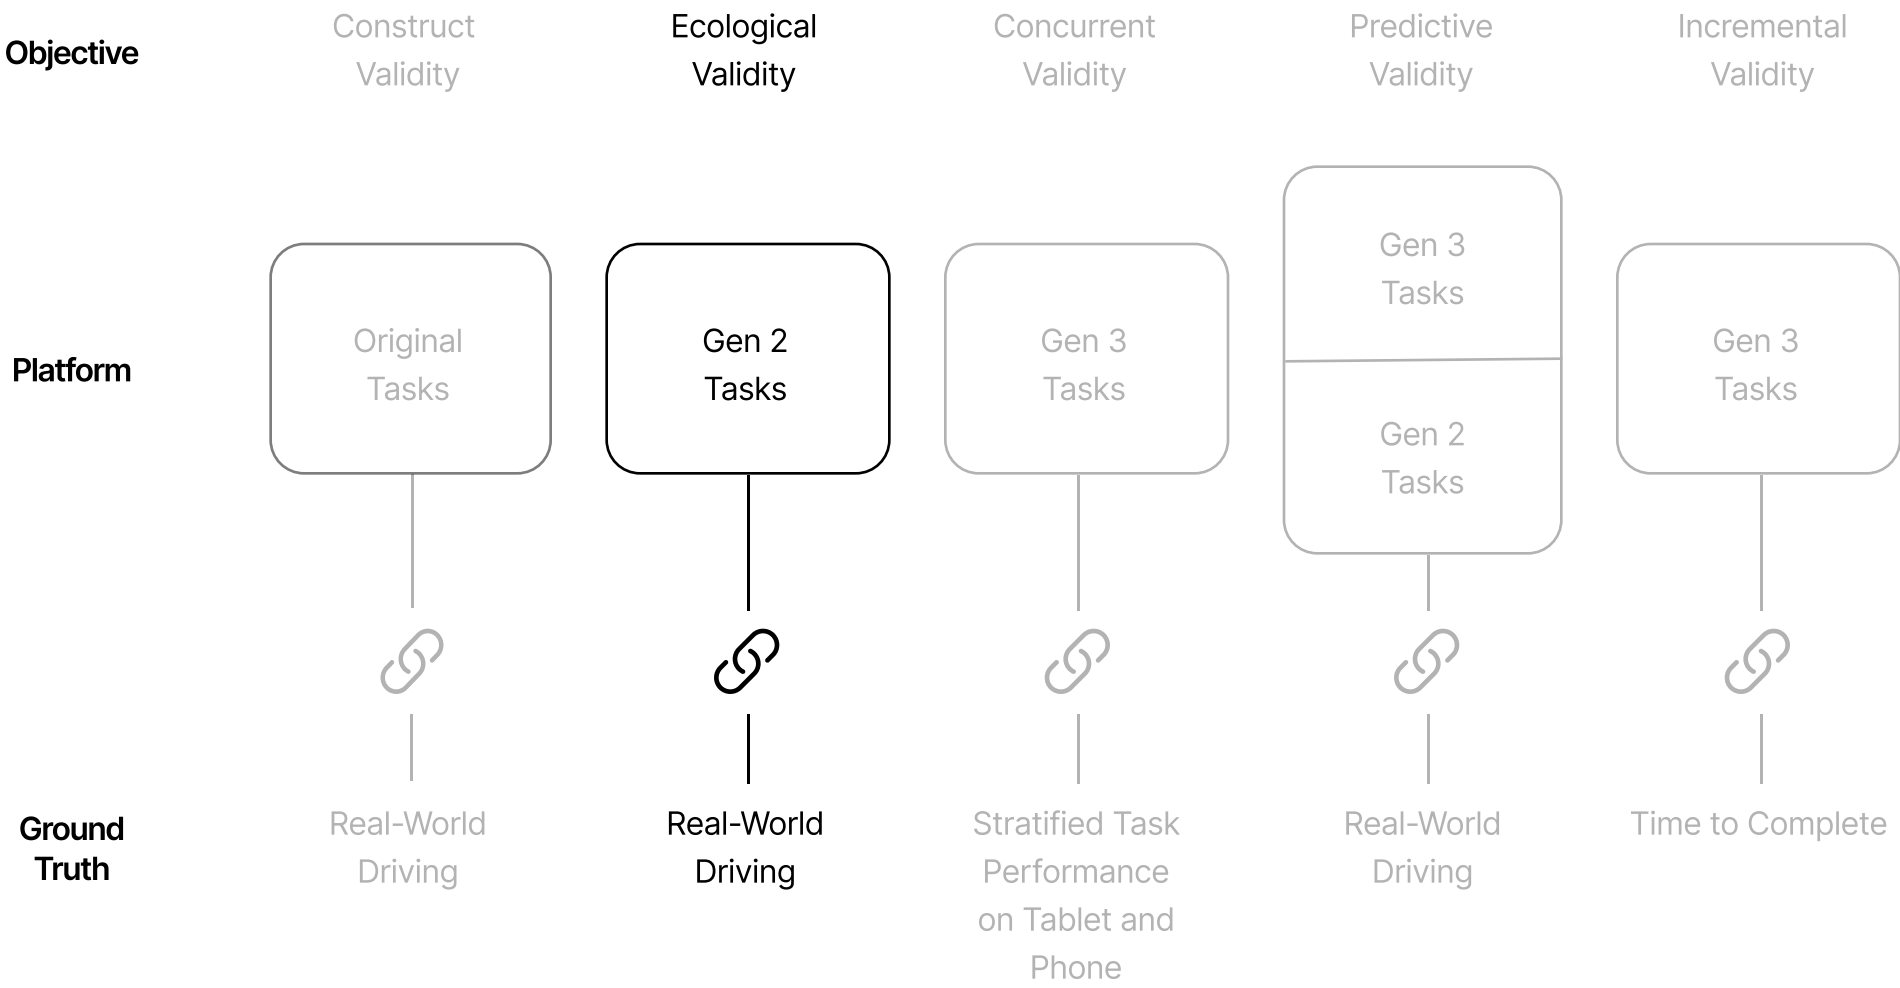 Objective
Construct
Validity
Ecological
Validity
Concurrent
Validity
Predictive
Validity
Incremental
Validity
Platform
Original
Tasks
Gen 2
Tasks
Gen 3
Tasks
Gen 3
Tasks
Gen 2
Tasks
Gen 3
Tasks
Ground
Truth
Real-World
Driving
Real-World
Driving
Stratified Task
Performance
on Tablet and
Phone
Real-World
Driving
Time to Complete